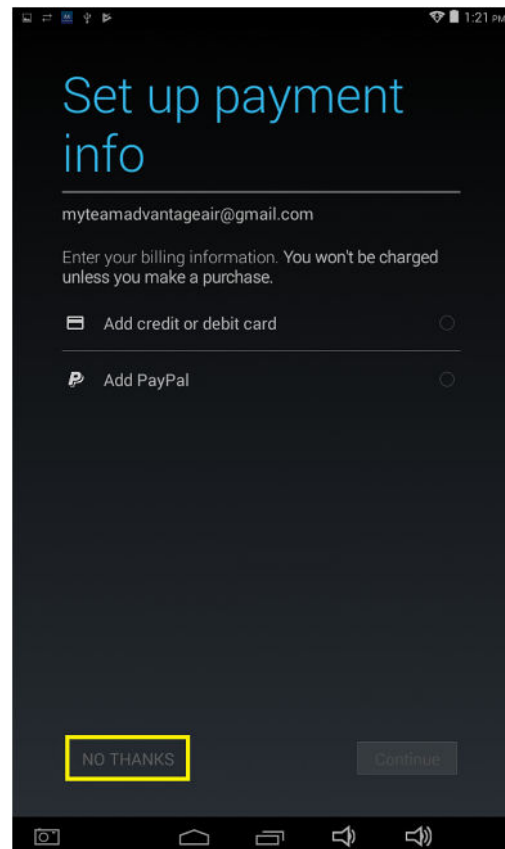 1:21 PM
Set up payment
info
myteamadvantageair@gmail.com
Enter your billing information. You won't be charged
unless you make a purchase.
Add credit or debit card
Add PayPal
NO THANKS
Continue